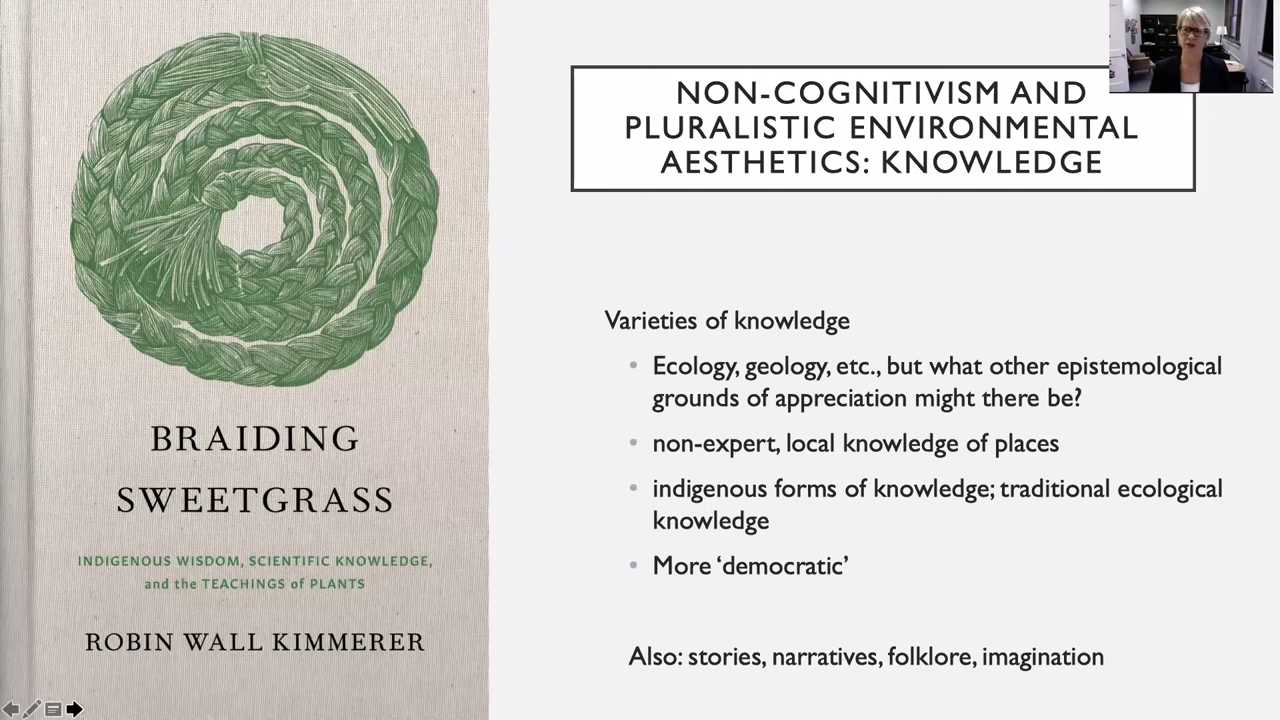 BRAIDING
SWEETGRASS
INDIGENOUS WISDOM, SCIENTIFIC KNOWLEDGE,
and the TEACHINGS of PLANTS
ROBIN WALL KIMMERER
NON-COGNITIVISM AND
PLURALISTIC ENVIRONMENTAL
AESTHETICS: KNOWLEDGE
Varieties of knowledge
• Ecology, geology, etc., but what other epistemological
grounds of appreciation might there be?
• non-expert, local knowledge of places
• indigenous forms of knowledge; traditional ecological
knowledge
• More ‘democratic’
Also: stories, narratives, folklore, imagination